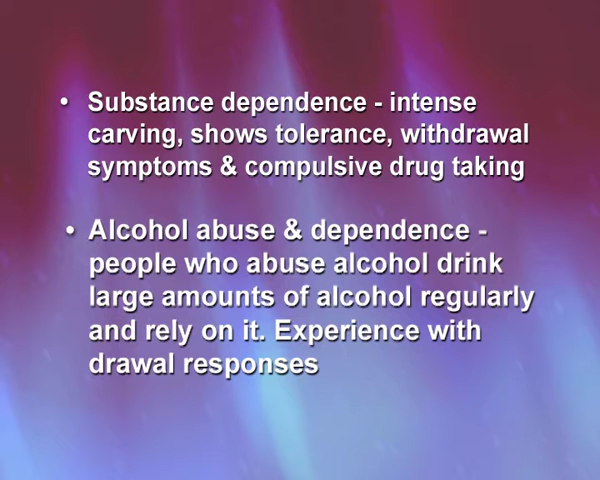 • Substance dependence - intense
carving, shows tolerance, withdrawal
symptoms & compulsive drug taking
• Alcohol abuse & dependence -
people who abuse alcohol drink
large amounts of alcohol regularly
and rely on it. Experience with
drawal responses